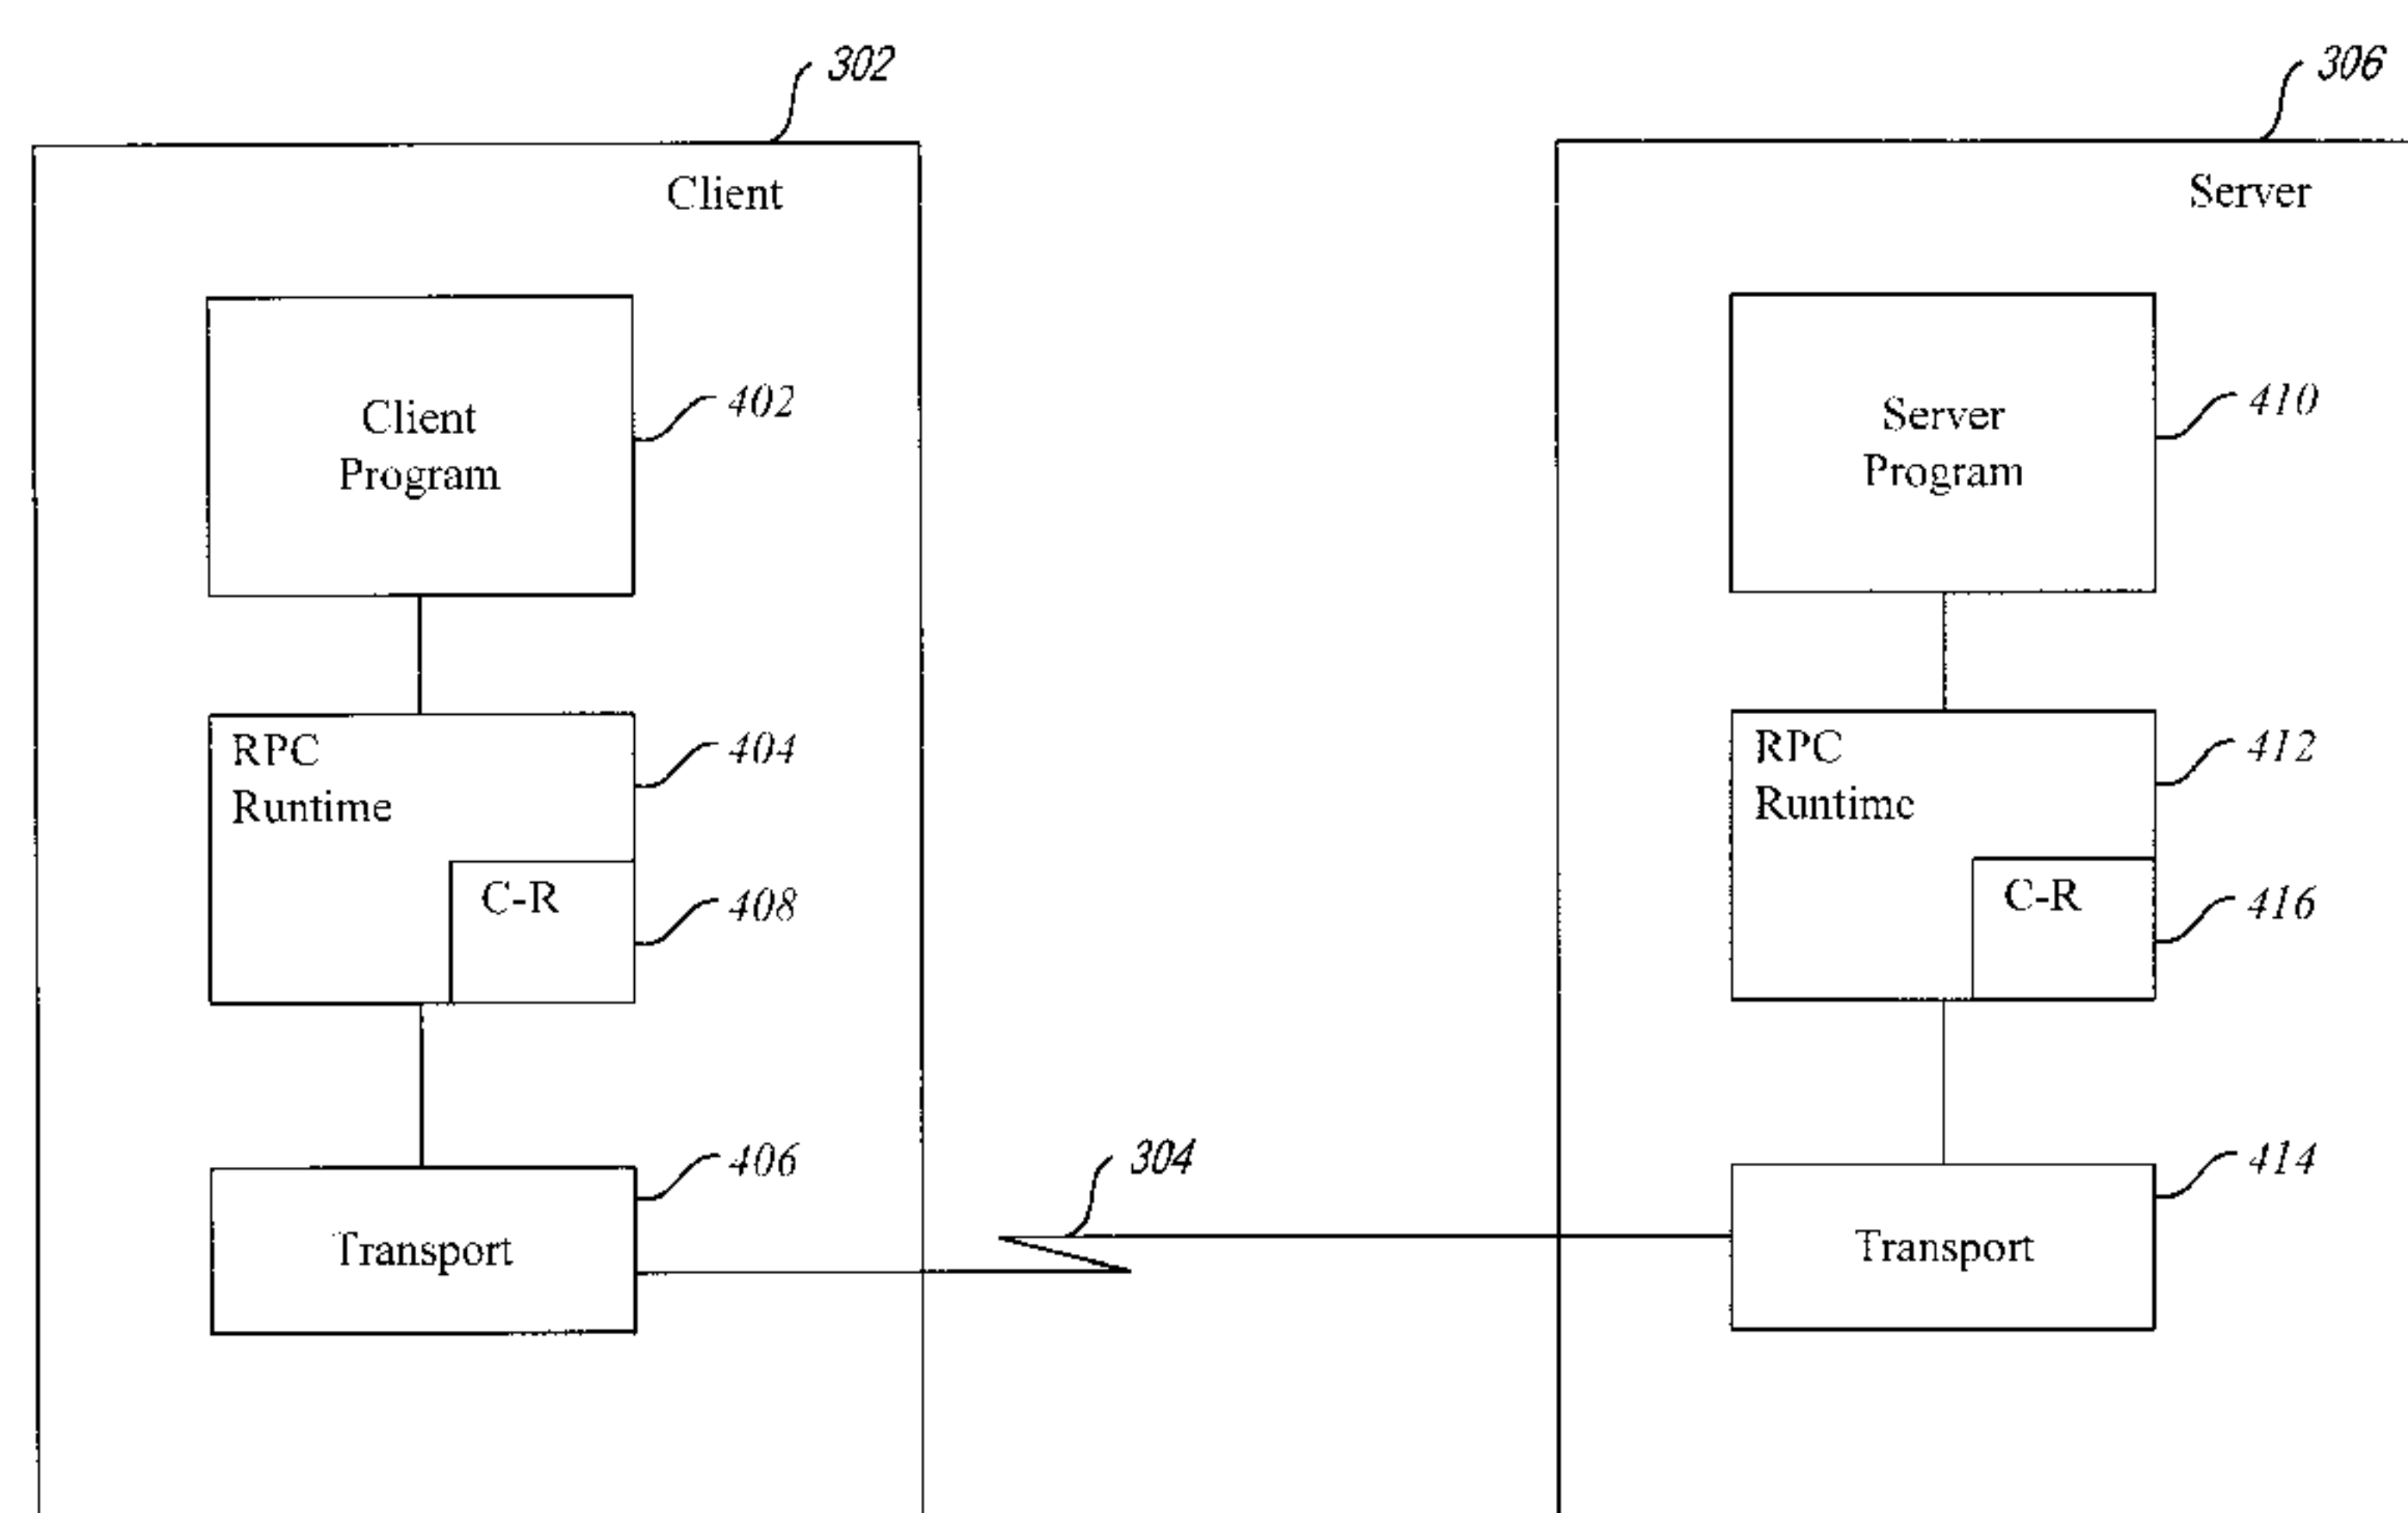 302
306
Client
Server
Client
Program
402
Server
Program
410
RPC
Runtime
404
RPC
Runtime
412
C-R
408
C-R
416
Transport
406
304
Transport
414